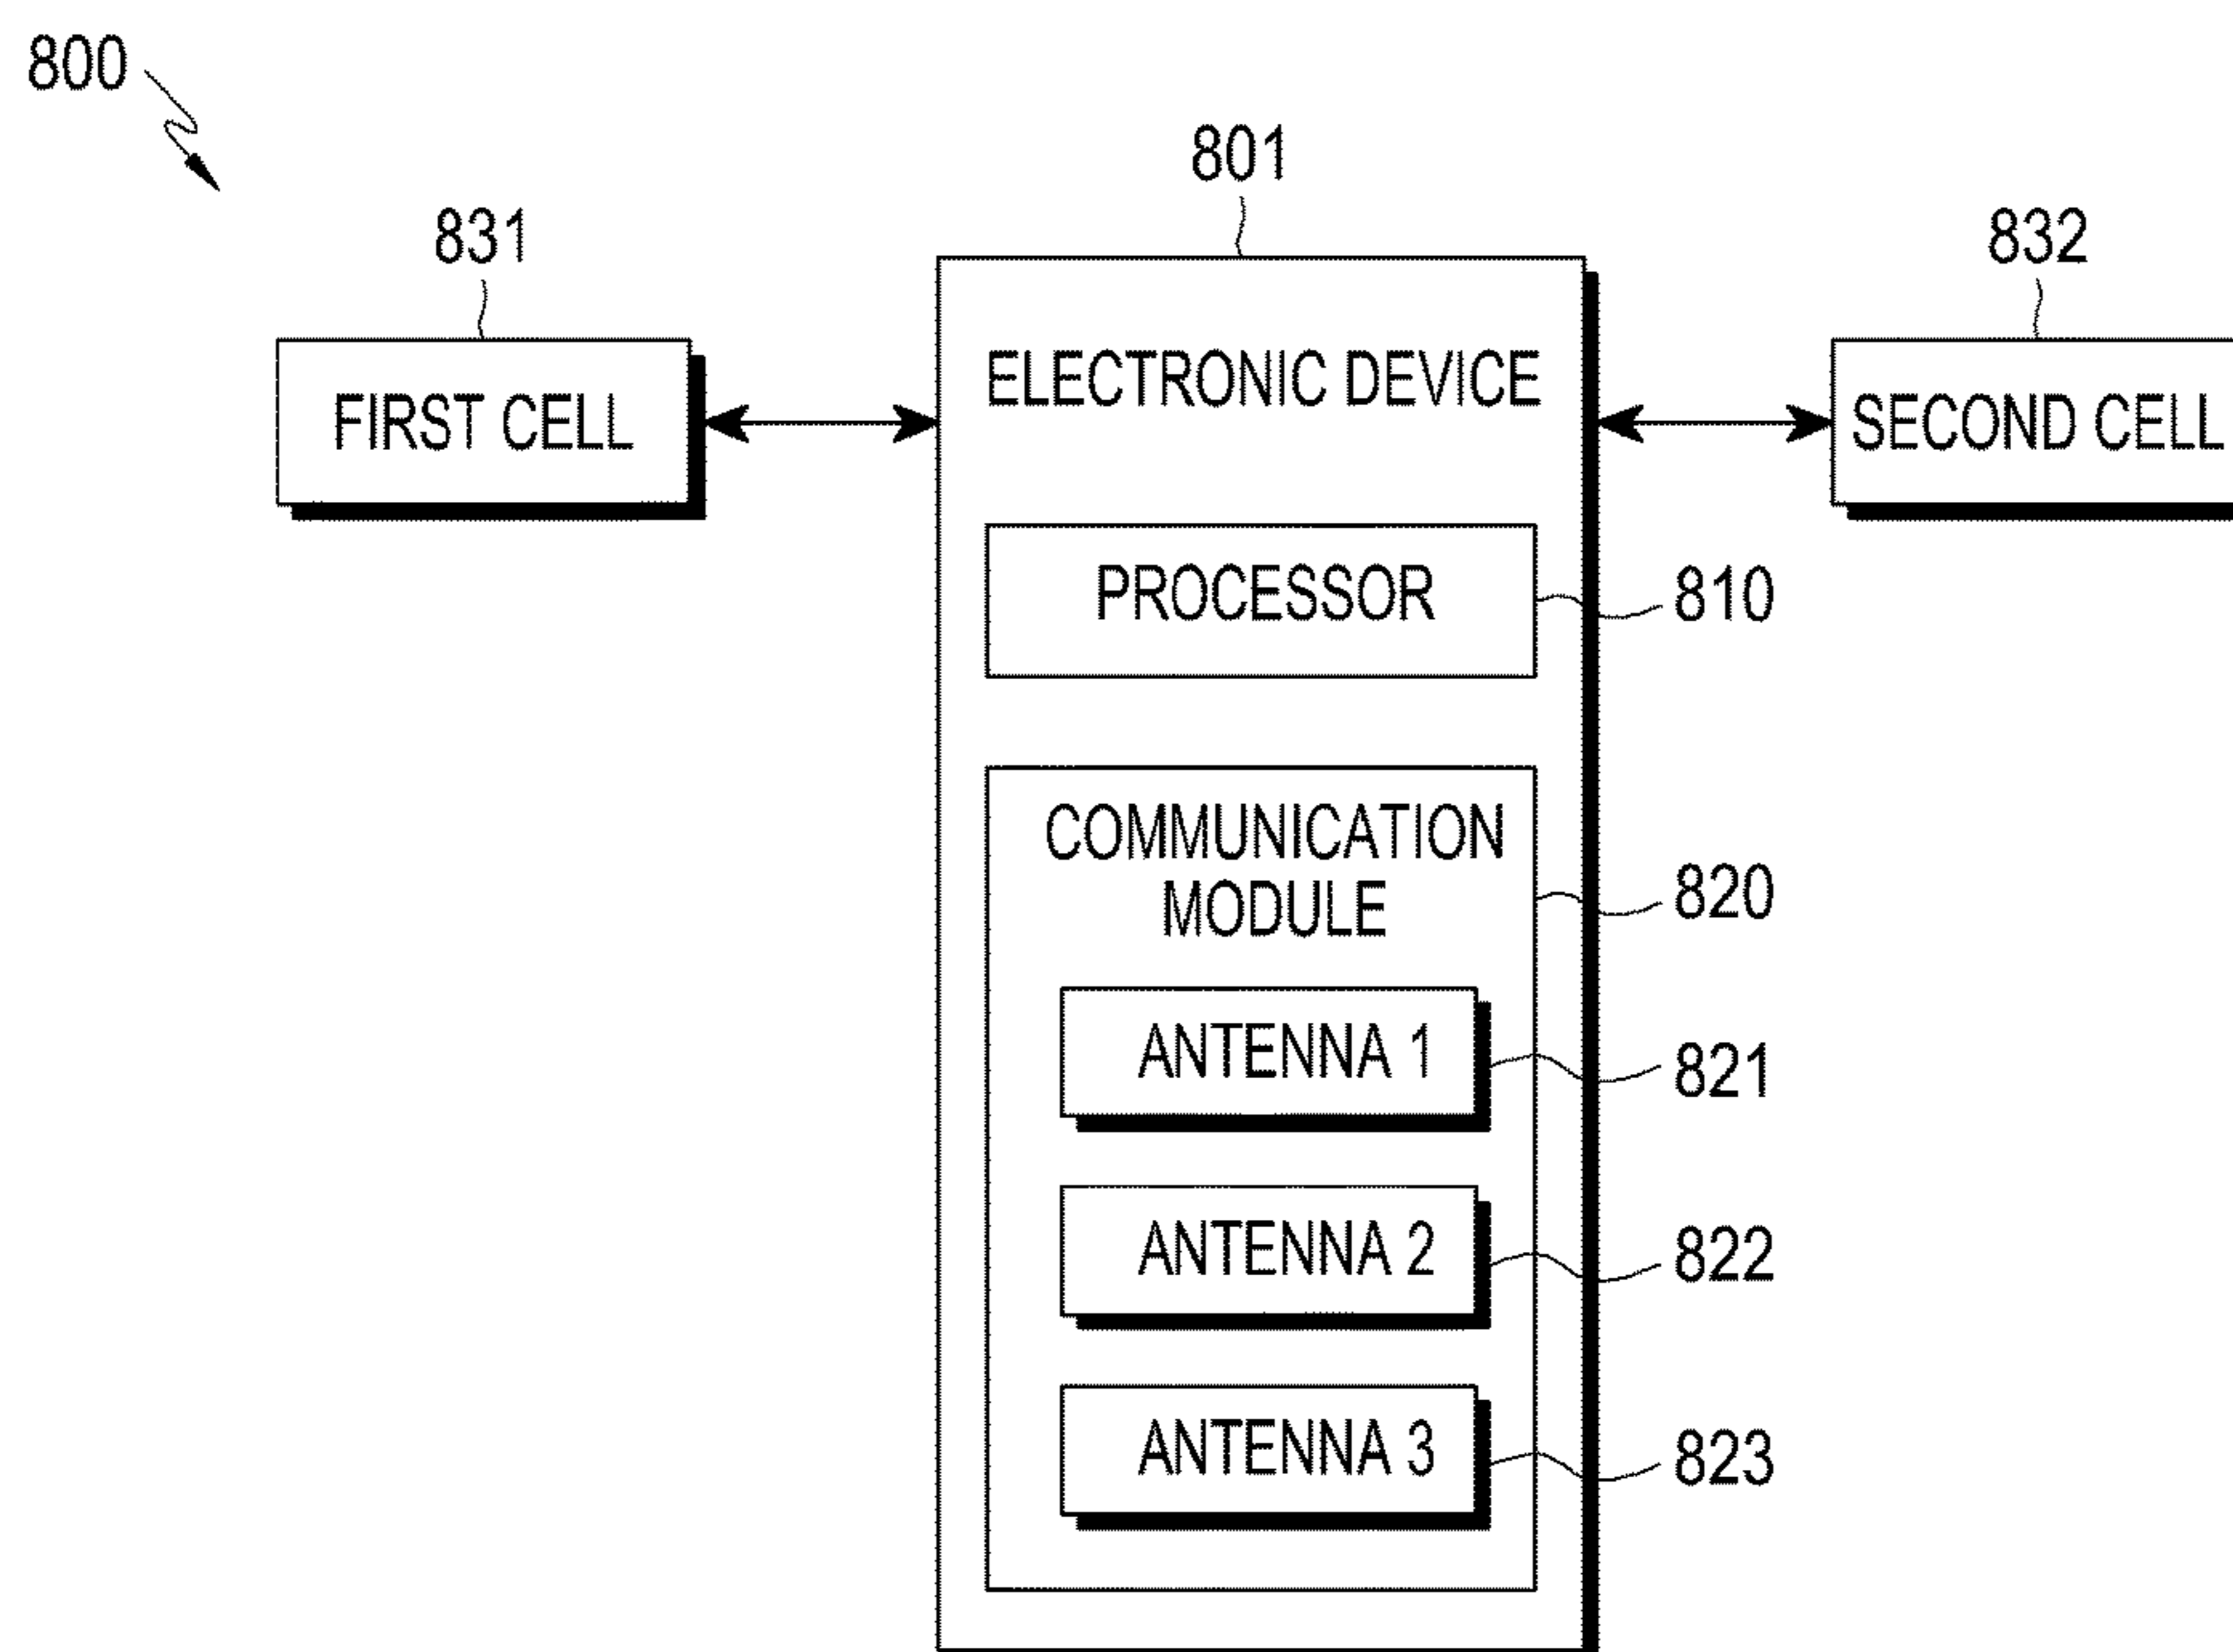 800
801
831
832
FIRST CELL
ELECTRONIC DEVICE
SECOND CELL
PROCESSOR
810
COMMUNICATION
MODULE
820
ANTENNA 1
821
ANTENNA 2
822
ANTENNA 3
823